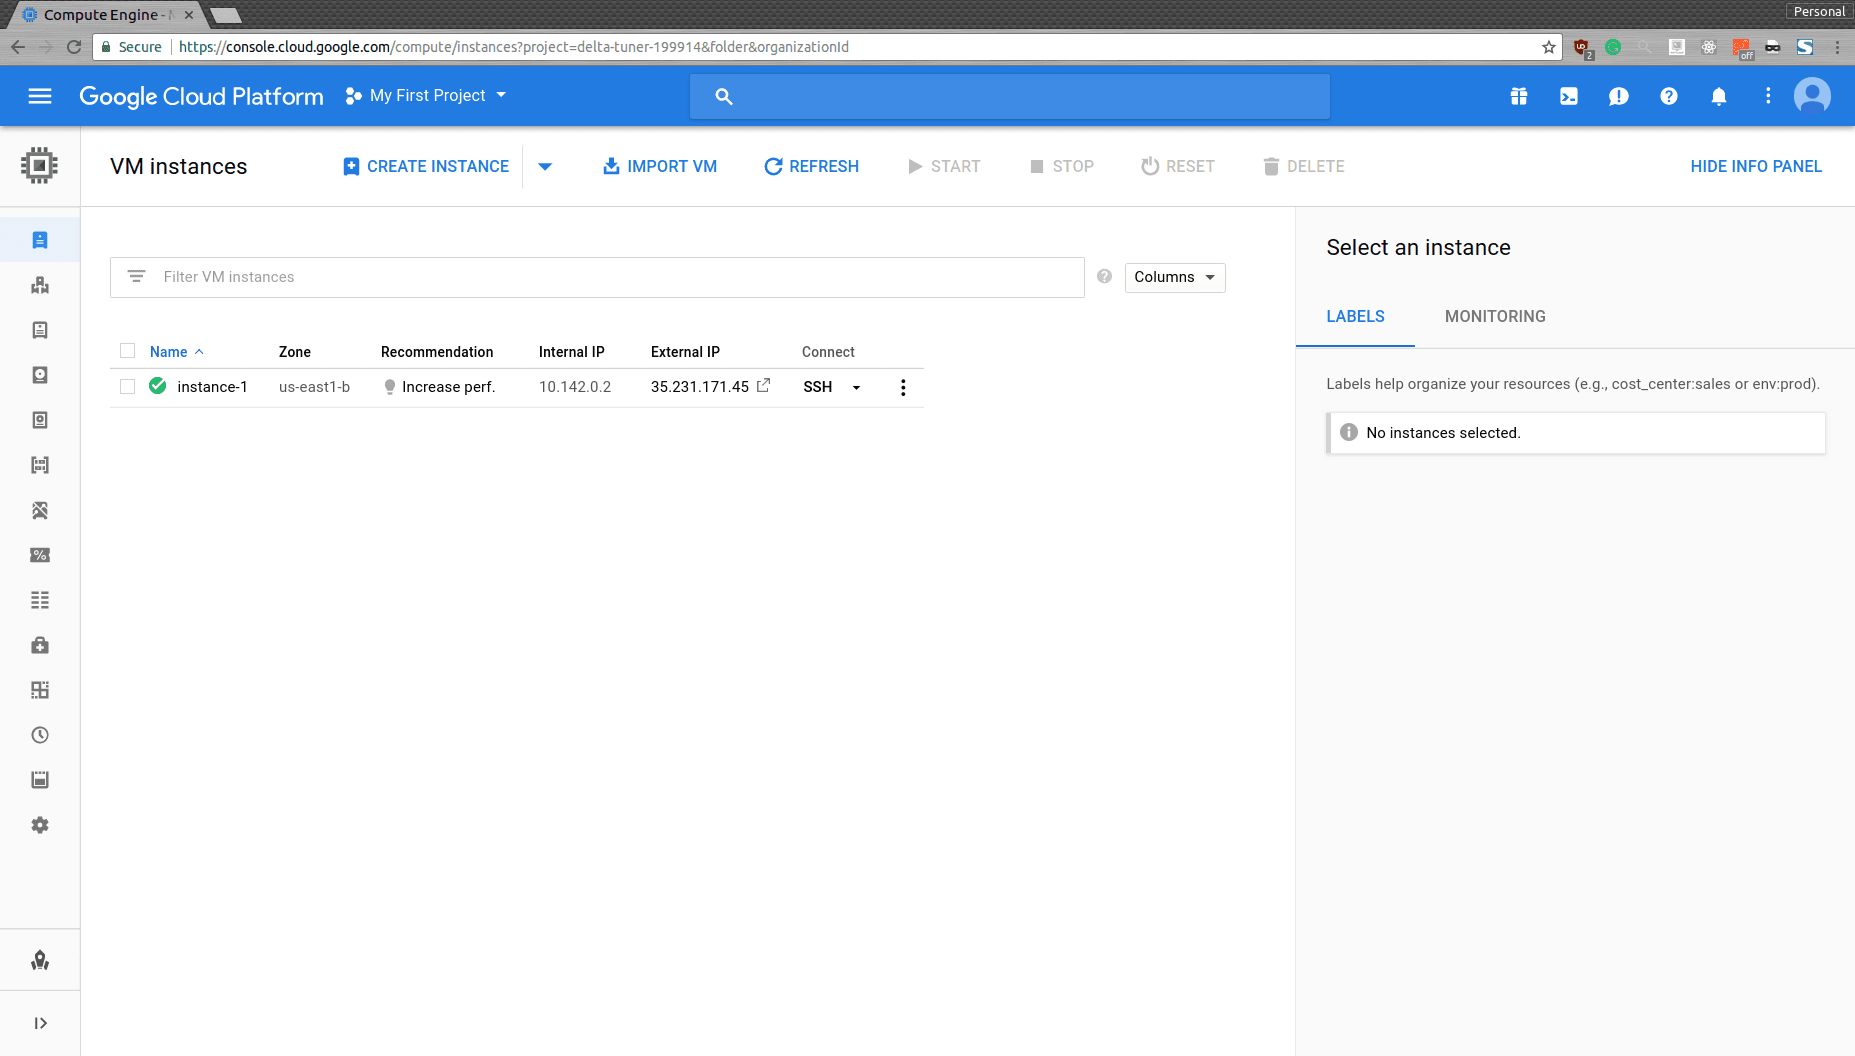 Compute Engine -
Personal
Secure
https://console.cloud.google.com/compute/instances?project=delta-tuner-199914&folder&organizationId
2
off
Google Cloud Platform
My First Project
VM instances
CREATE INSTANCE
IMPORT VM
REFRESH
START
STOP
RESET
DELETE
HIDE INFO PANEL
Filter VM instances
Columns
Name Zone Recommendation Internal IP External IP Connect
instance-1 us-east1-b Increase perf. 10.142.0.2 35.231.171.45 SSH
Select an instance
LABELS MONITORING
Labels help organize your resources (e.g., cost_center:sales or env:prod).
No instances selected.